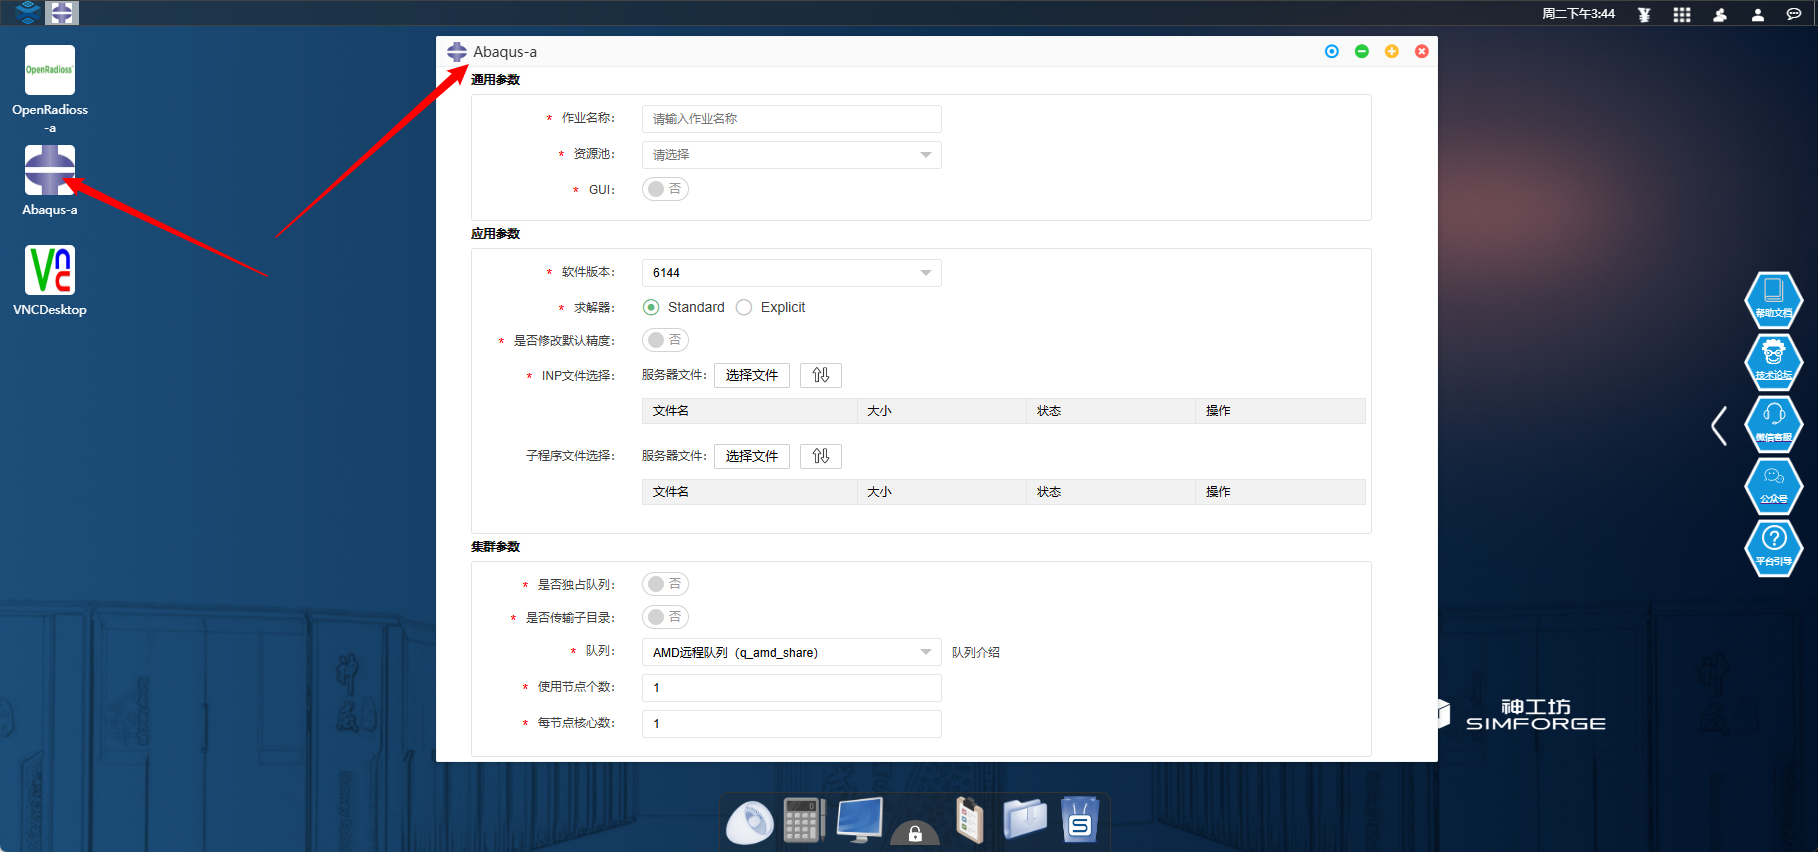 周二下午3:44
OpenRadioss
OpenRadioss
-a
Abaqus-a
VNC
VNCDesktop
Abaqus-a
通用参数
* 作业名称: 请输入作业名称
* 资源池: 请选择
* GUI: 否
应用参数
* 软件版本: 6144
* 求解器: Standard Explicit
* 是否修改默认精度: 否
* INP文件选择: 服务器文件: 选择文件
文件名 大小 状态 操作
子程序文件选择: 服务器文件: 选择文件
文件名 大小 状态 操作
集群参数
* 是否独占队列: 否
* 是否传输子目录: 否
* 队列: AMD远程队列（q_amd_share） 队列介绍
* 使用节点个数: 1
* 每节点核心数: 1
帮助文档
技术论坛
微信客服
公众号
平台引导
神工坊
SIMFORGE